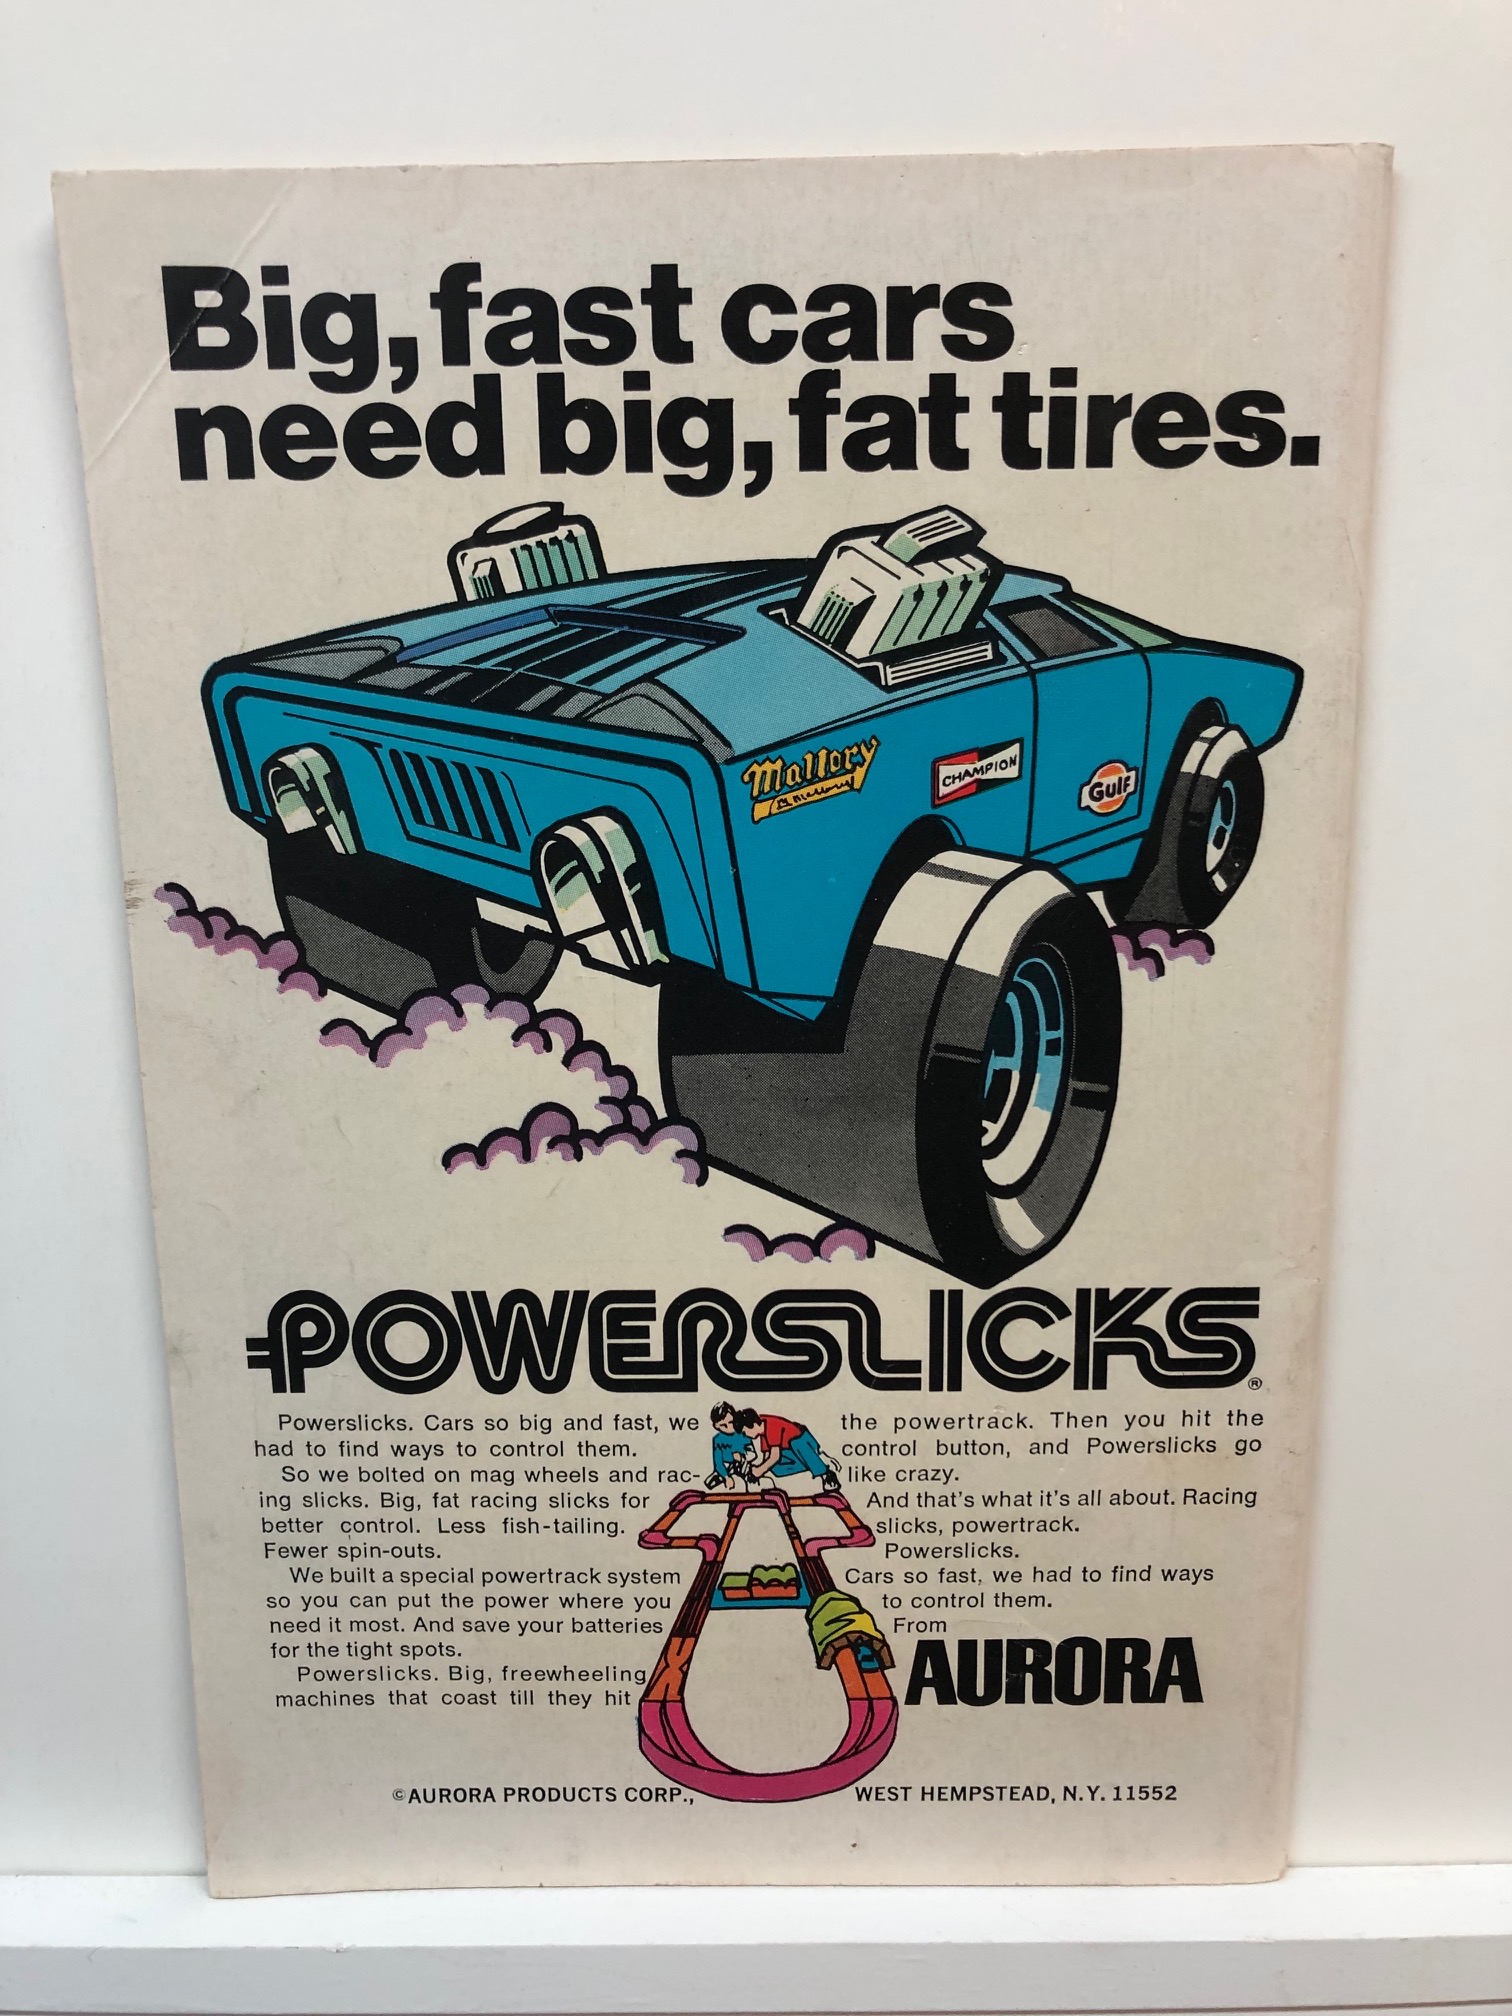 Big, fast cars
need big, fat tires.
Mallory
CHAMPION
Gulf
POWERSLICKS®
Powerslicks. Cars so big and fast, we
had to find ways to control them.
So we bolted on mag wheels and rac-
ing slicks. Big, fat racing slicks for
better control. Less fish-tailing.
Fewer spin-outs.
We built a special powertrack system
so you can put the power where you
need it most. And save your batteries
for the tight spots.
Powerslicks. Big, freewheeling
machines that coast till they hit
the powertrack. Then you hit the
control button, and Powerslicks go
like crazy.
And that's what it's all about. Racing
slicks, powertrack.
Powerslicks.
Cars so fast, we had to find ways
to control them.
From
AURORA
©AURORA PRODUCTS CORP., WEST HEMPSTEAD, N.Y. 11552